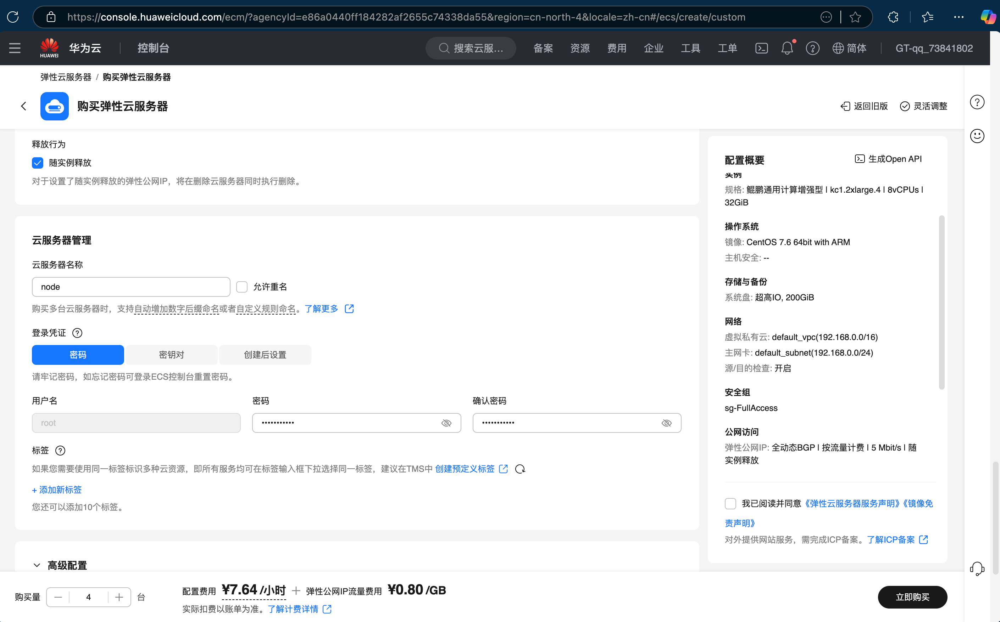 https://console.huaweicloud.com/ecm/?agencyId=e86a0440ff184282af2655c74338da55&region=cn-north-4&locale=zh-cn#/ecs/create/custom
HUAWEI 华为云 控制台 搜索云服... 备案 资源 费用 企业 工具 工单 简体 GT-qq_73841802
弹性云服务器 / 购买弹性云服务器
购买弹性云服务器
返回旧版 灵活调整
释放行为
随实例释放
对于设置了随实例释放的弹性公网IP，将在删除云服务器同时执行删除。
云服务器管理
云服务器名称
node 允许重名
购买多台云服务器时，支持自动增加数字后缀命名或者自定义规则命名。了解更多
登录凭证
密码 密钥对 创建后设置
请牢记密码，如忘记密码可登录ECS控制台重置密码。
用户名 密码 确认密码
root ••••••••••• •••••••••••
标签
如果您需要使用同一标签标识多种云资源，即所有服务均可在标签输入框下拉选择同一标签，建议在TMS中 创建预定义标签
+ 添加新标签
您还可以添加10个标签。
高级配置
配置概要 生成Open API
实例
规格: 鲲鹏通用计算增强型 | kc1.2xlarge.4 | 8vCPUs |
32GiB
操作系统
镜像: CentOS 7.6 64bit with ARM
主机安全: --
存储与备份
系统盘: 超高IO, 200GiB
网络
虚拟私有云: default_vpc(192.168.0.0/16)
主网卡: default_subnet(192.168.0.0/24)
源/目的检查: 开启
安全组
sg-FullAccess
公网访问
弹性公网IP: 全动态BGP | 按流量计费 | 5 Mbit/s | 随
实例释放
我已阅读并同意《弹性云服务器服务声明》《镜像免
责声明》
对外提供网站服务，需完成ICP备案。了解ICP备案
购买量 4 台
配置费用 ¥7.64 /小时 + 弹性公网IP流量费用 ¥0.80 /GB
实际扣费以账单为准。了解计费详情
立即购买